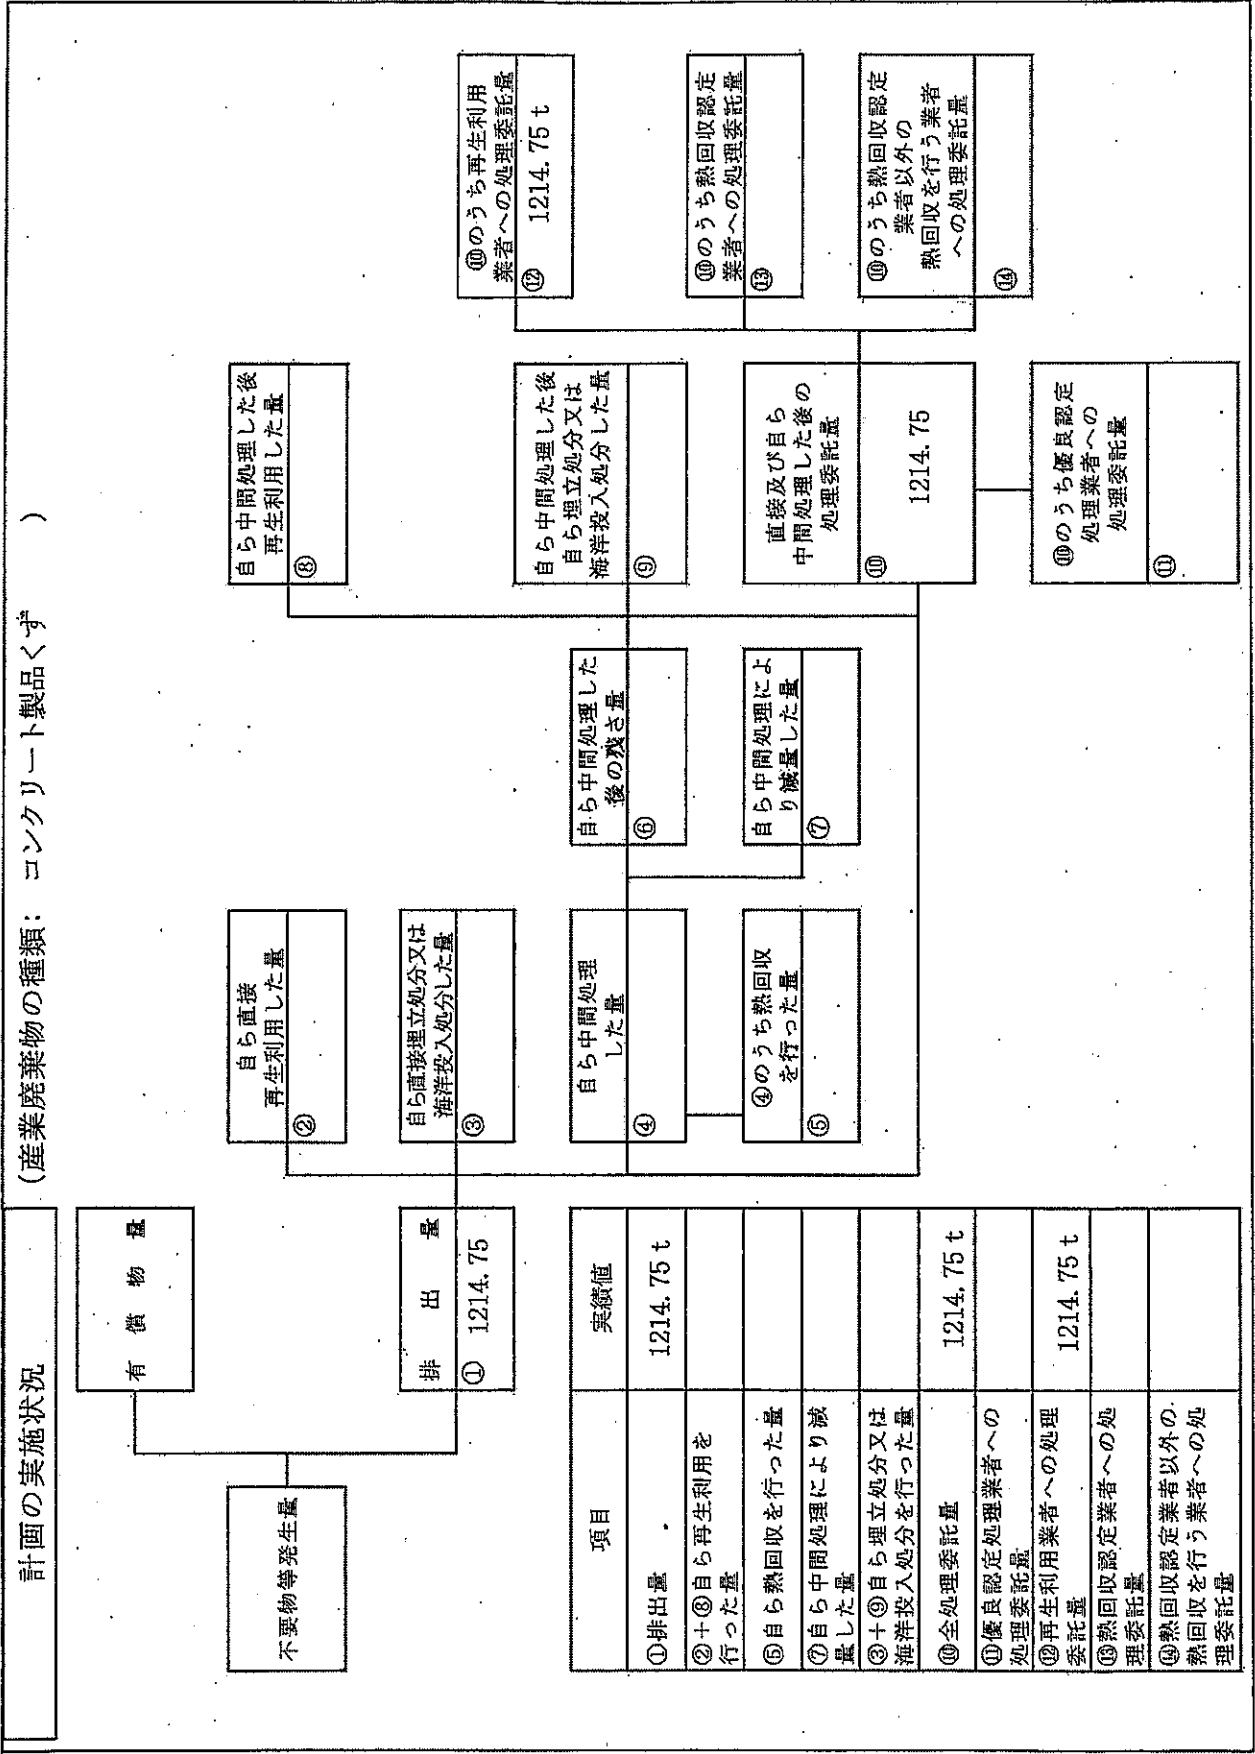 計画の実施状況
(産業廃棄物の種類： コンクリート製品くず )
不要物等発生量
有 償 物 量
排 出 量
① 1214.75
自ら直接
再生利用した量
②
自ら直接埋立処分又は
海洋投入処分した量
③
自ら中間処理
した量
④
④のうち熱回収
を行った量
⑤
自ら中間処理した
後の残さ量
⑥
自ら中間処理によ
り減量した量
⑦
自ら中間処理した後
再生利用した量
⑧
自ら中間処理した後
自ら埋立処分又は
海洋投入処分した量
⑨
直接及び自ら
中間処理した後の
処理委託量
⑩
1214.75
⑩のうち優良認定
処理業者への
処理委託量
⑪
⑩のうち再生利用
業者への処理委託量
⑫ 1214.75 t
⑩のうち熱回収認定
業者への処理委託量
⑬
⑩のうち熱回収認定
業者以外の
熱回収を行う業者
への処理委託量
⑭
項目 実績値
①排出量 1214.75 t
②＋⑧自ら再生利用を
行った量
⑤自ら熱回収を行った量
⑦自ら中間処理により減
量した量
③＋⑨自ら埋立処分又は
海洋投入処分を行った量
⑩全処理委託量 1214.75 t
⑪優良認定処理業者への
処理委託量
⑫再生利用業者への処理
委託量 1214.75 t
⑬熱回収認定業者への処
理委託量
⑭熱回収認定業者以外の
熱回収を行う業者への処
理委託量